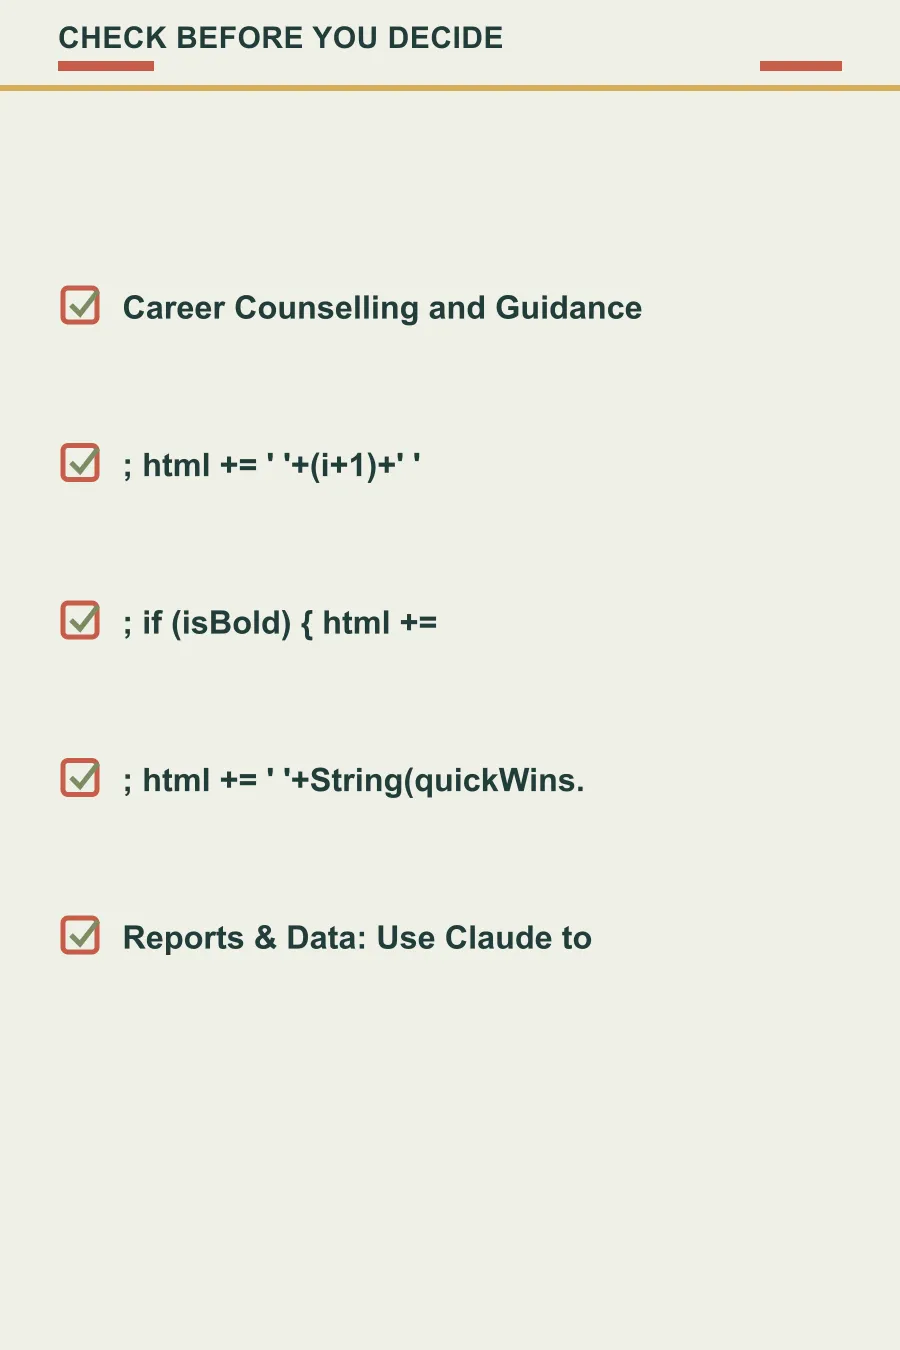 CHECK BEFORE YOU DECIDE
Career Counselling and Guidance
; html += ' '+(i+1)+' '
; if (isBold) { html +=
; html += ' '+String(quickWins.
Reports & Data: Use Claude to